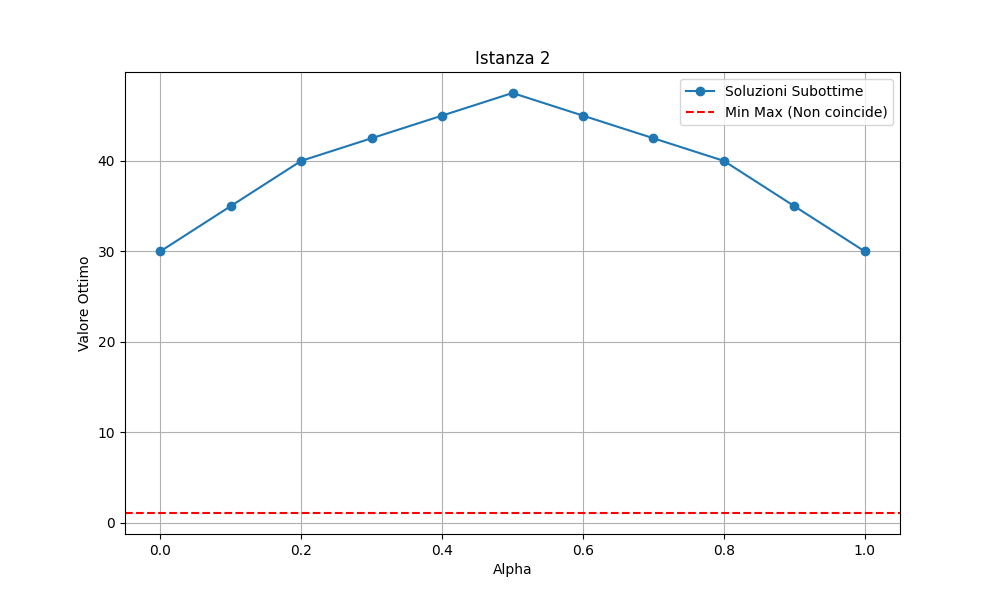 Istanza 2
Soluzioni Subottime
Min Max (Non coincide)
Valore Ottimo
40
30
20
10
0
0.0 0.2 0.4 0.6 0.8 1.0
Alpha